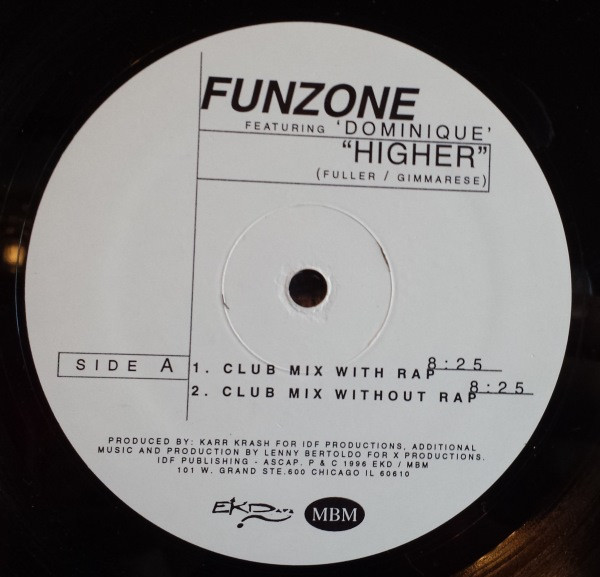 FUNZONE
FEATURING 'DOMINIQUE'
"HIGHER"
(FULLER / GIMMARESE)
SIDE A
1. CLUB MIX WITH RAP 8:25
2. CLUB MIX WITHOUT RAP 8:25
PRODUCED BY: KARR KRASH FOR IDF PRODUCTIONS, ADDITIONAL
MUSIC AND PRODUCTION BY LENNY BERTOLDO FOR X PRODUCTIONS.
IDF PUBLISHING - ASCAP. P & C 1996 EKD / MBM
101 W. GRAND STE.600 CHICAGO IL 60610
EKD
MBM